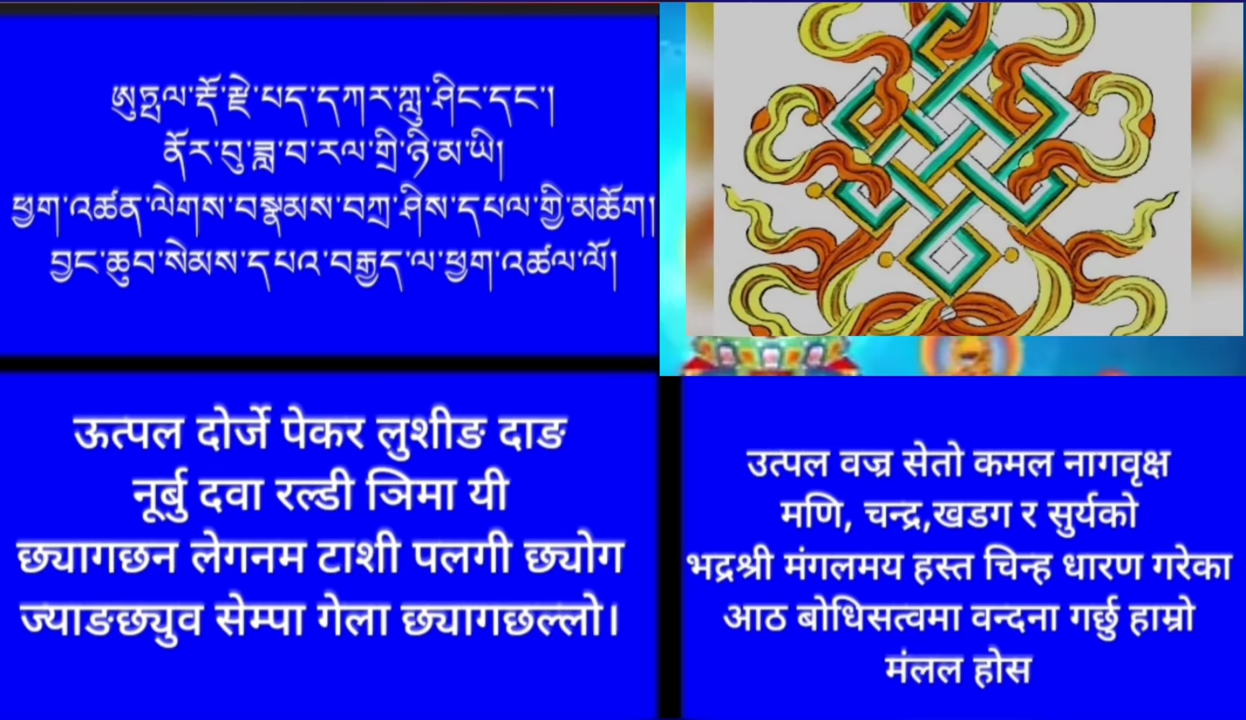 ཨུཏྤལ་རྡོ་རྗེ་པད་དཀར་ཀླུ་ཤིང་དང་།
ནོར་བུ་ཟླ་བ་རལ་གྲི་ཉི་མ་ཡི།
ཕྱག་འཚན་ལེགས་བསྣམས་བཀྲ་ཤིས་དཔལ་གྱི་མཆོག།
བྱང་ཆུབ་སེམས་དཔའ་བརྒྱད་ལ་ཕྱག་འཚལ་ལོ།
ऊत्पल दोर्जे पेकर लुशीङ दाङ
नूर्बु दवा रल्डी ञिमा यी
छ्यागछन लेगनम टाशी पलगी छ्योग
ज्याङछ्युव सेम्पा गेला छ्यागछल्लो।
उत्पल वज्र सेतो कमल नागवृक्ष
मणि, चन्द्र,खडग र सुर्यको
भद्रश्री मंगलमय हस्त चिन्ह धारण गरेका
आठ बोधिसत्वमा वन्दना गर्छु हाम्रो
मंलल होस